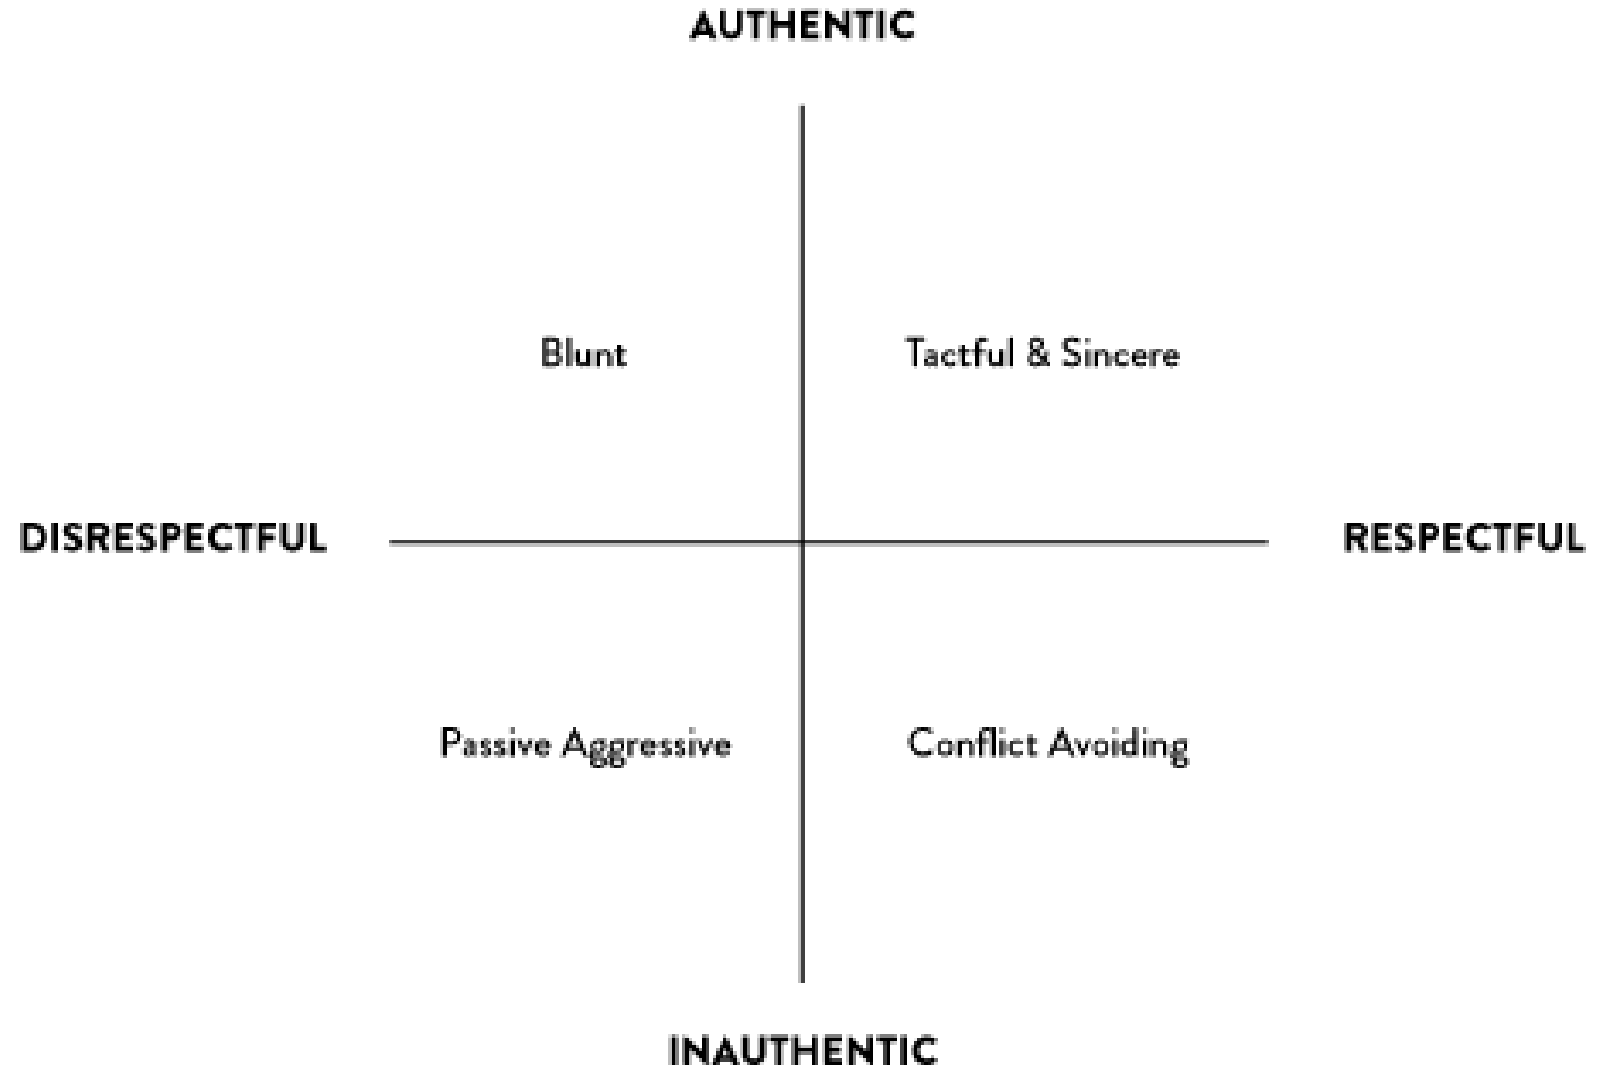 AUTHENTIC
Blunt
Tactful & Sincere
DISRESPECTFUL
RESPECTFUL
Passive Aggressive
Conflict Avoiding
INAUTHENTIC